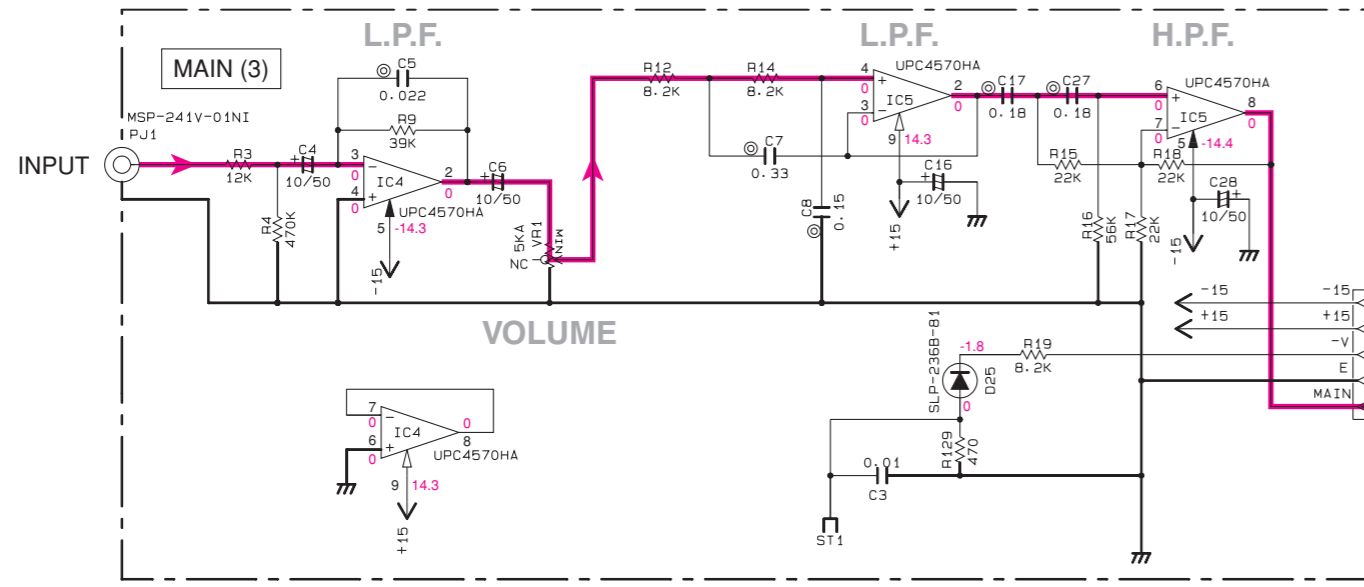 L.P.F.
L.P.F.
H.P.F.
MAIN (3)
C5
0.022
R9
39K
MSP-241V-01NI
PJ1
INPUT
R3
12K
C4
+
10/50
3
0
4
0
−
+
IC4
2
0
UPC4570HA
5
-14.3
-15
R4
470K
C6
+
10/50
5KA
VR1
MIN
NC
VOLUME
R12
8.2K
R14
8.2K
C7
0.33
C8
0.15
4
0
3
0
+
−
UPC4570HA
IC5
2
0
9
14.3
C16
+
10/50
+15
C17
0.18
C27
0.18
R15
22K
R16
56K
R17
22K
R18
22K
6
0
7
0
+
−
UPC4570HA
IC5
8
0
5
-14.4
C28
+
10/50
-15
-15
+15
-15
+15
-V
E
MAIN
SLP-236B-81
-1.8
D25
0
R19
8.2K
R129
470
0.01
C3
ST1
7
0
6
0
−
+
IC4
0
8
UPC4570HA
9
14.3
+15